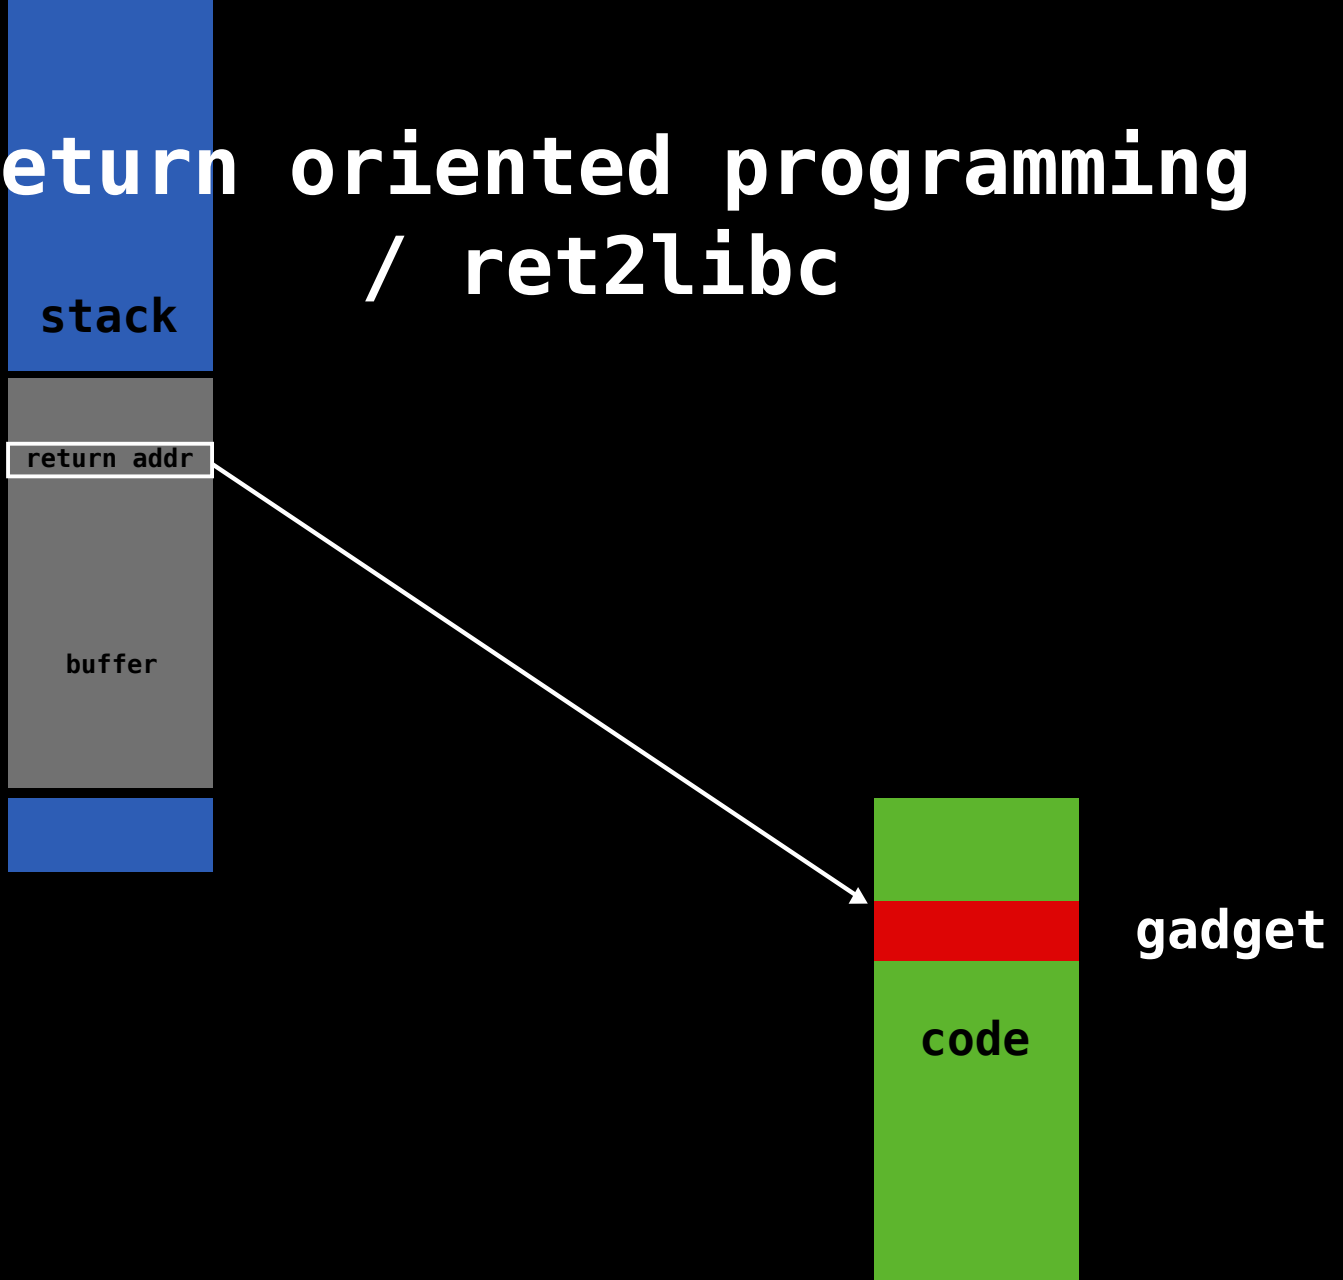 eturn oriented programming
/ ret2libc
stack
return addr
buffer
gadget
code